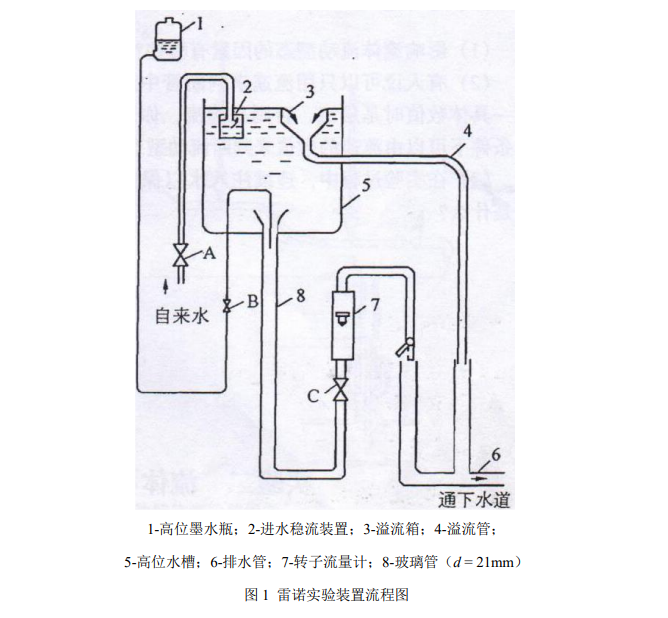 1
2
3
4
5
A
自来水
B
8
7
C
6
通下水道
1-高位墨水瓶；2-进水稳流装置；3-溢流箱；4-溢流管；
5-高位水槽；6-排水管；7-转子流量计；8-玻璃管（d = 21mm）
图 1 雷诺实验装置流程图